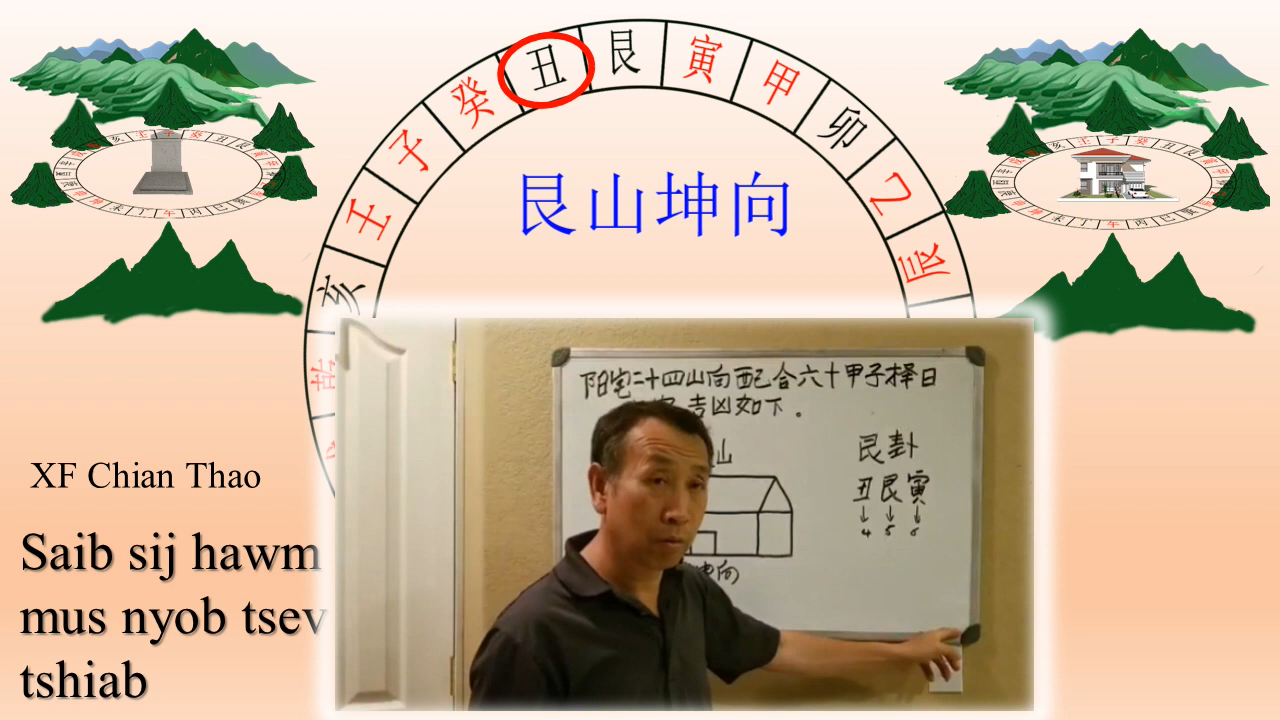 丑
艮
寅
甲
卯
乙
辰
癸
子
壬
亥
乾
艮山坤向
阳宅二十四山向配合六十甲子择日
吉凶如下。
山
艮卦
丑艮寅
↓ ↓ ↓
4 5 6
坤向
XF Chian Thao
Saib sij hawm
mus nyob tsev
tshiab